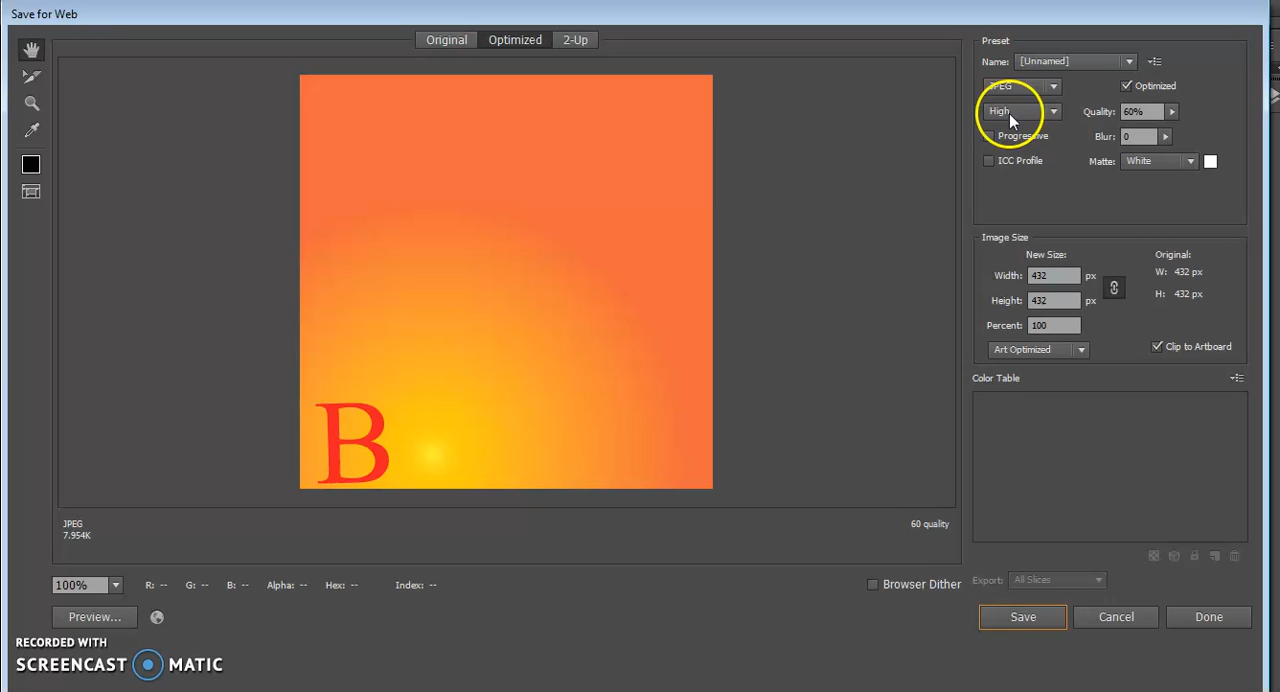 Save for Web
Original Optimized 2-Up
Preset
Name: [Unnamed]
JPEG Optimized
High Quality: 60%
Progressive Blur: 0
ICC Profile Matte: White
Image Size
New Size: Original:
Width: 432 px W: 432 px
Height: 432 px H: 432 px
Percent: 100
Art Optimized Clip to Artboard
Color Table
B
JPEG
7.954K
60 quality
100% R: -- G: -- B: -- Alpha: -- Hex: -- Index: -- Browser Dither
Export: All Slices
Preview... Save Cancel Done
RECORDED WITH
SCREENCAST MATIC